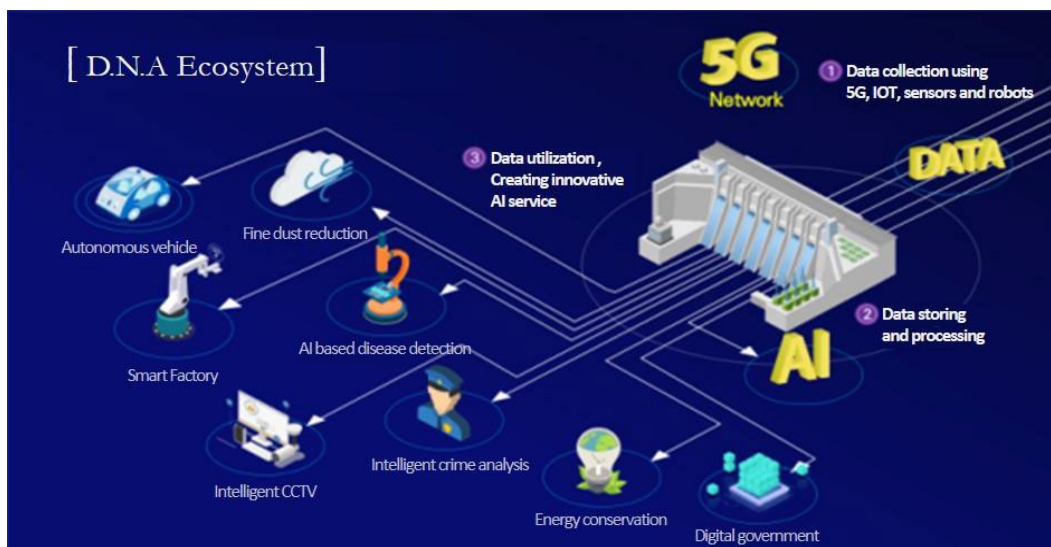 [ D.N.A Ecosystem]
5G
Network
1 Data collection using
5G, IOT, sensors and robots
DATA
3 Data utilization ,
Creating innovative
AI service
Autonomous vehicle
Fine dust reduction
2 Data storing
and processing
AI
Smart Factory
AI based disease detection
Intelligent CCTV
Intelligent crime analysis
Energy conservation
Digital government